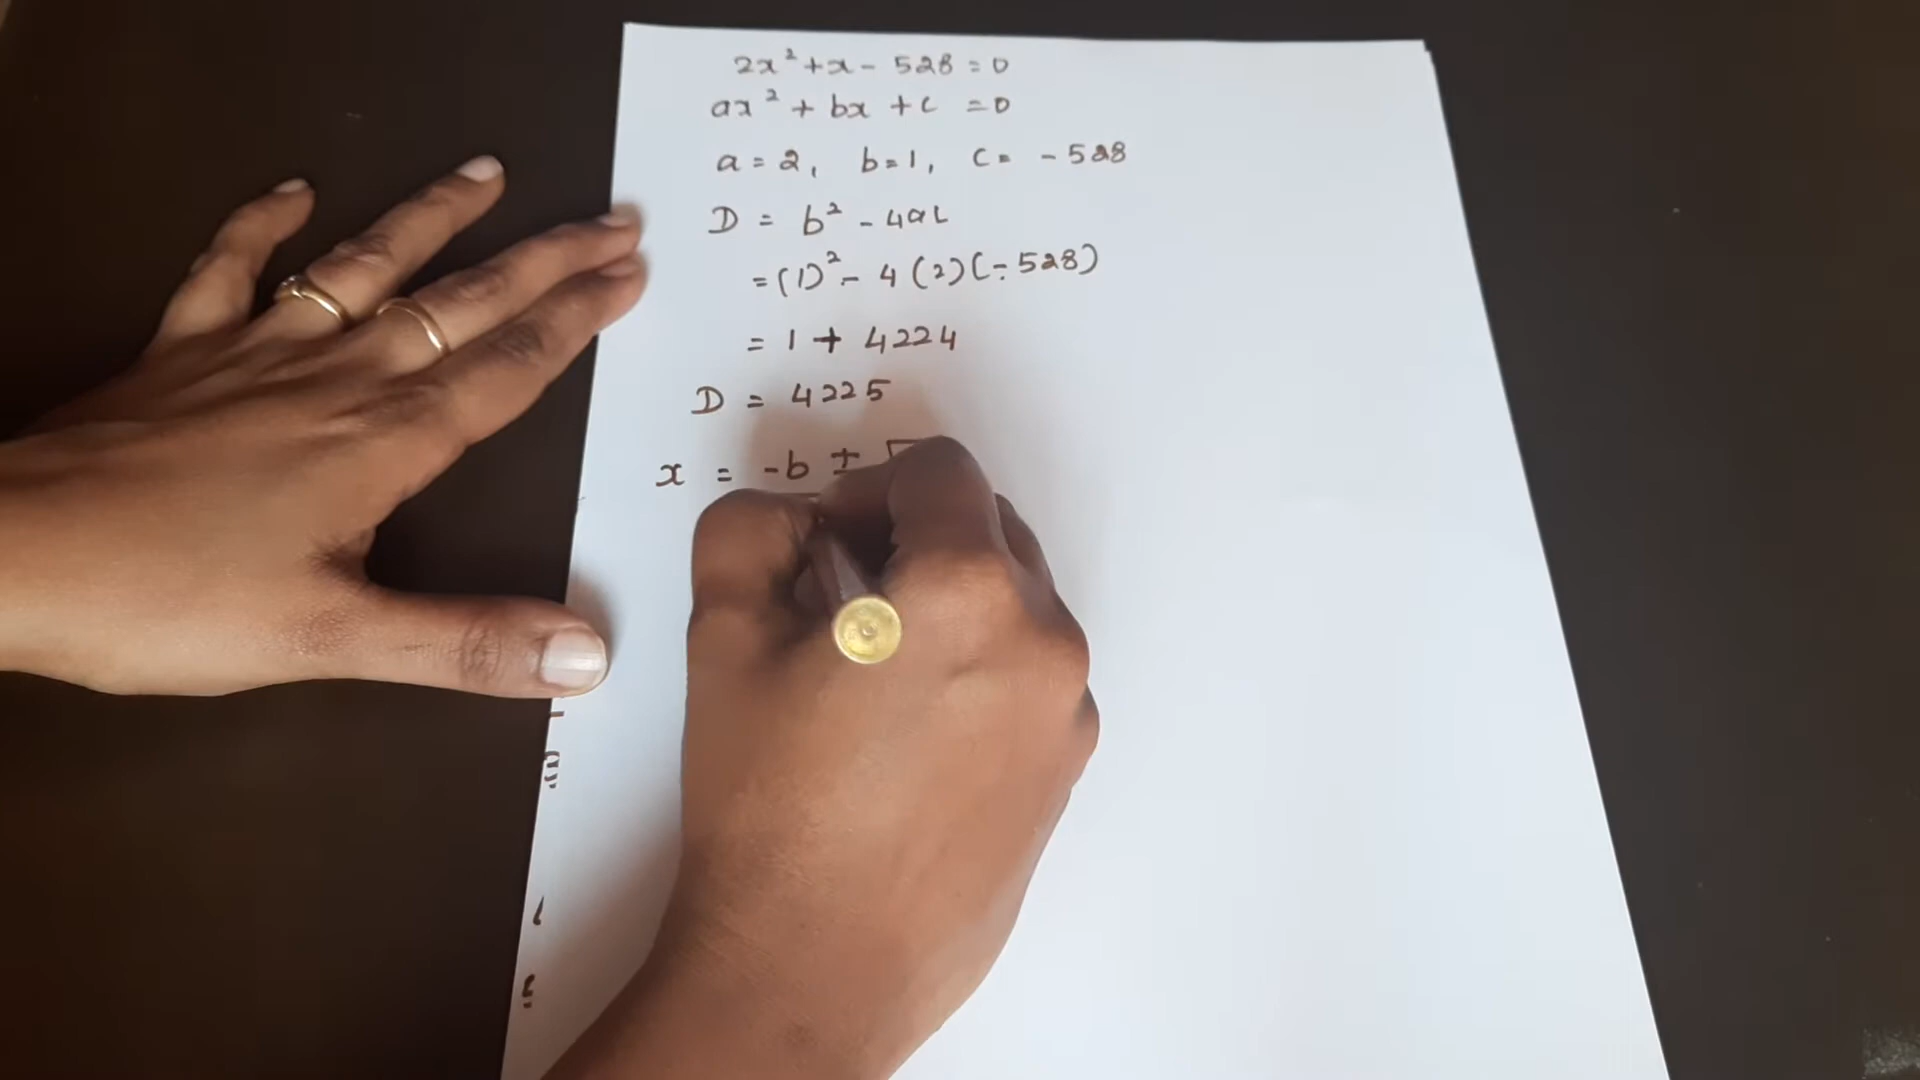 2x² + x - 528 = 0
ax² + bx + c = 0
a = 2, b = 1, c = - 528
D = b² - 4ac
= (1)² - 4 (2) (-528)
= 1 + 4224
D = 4225
x = -b ± √